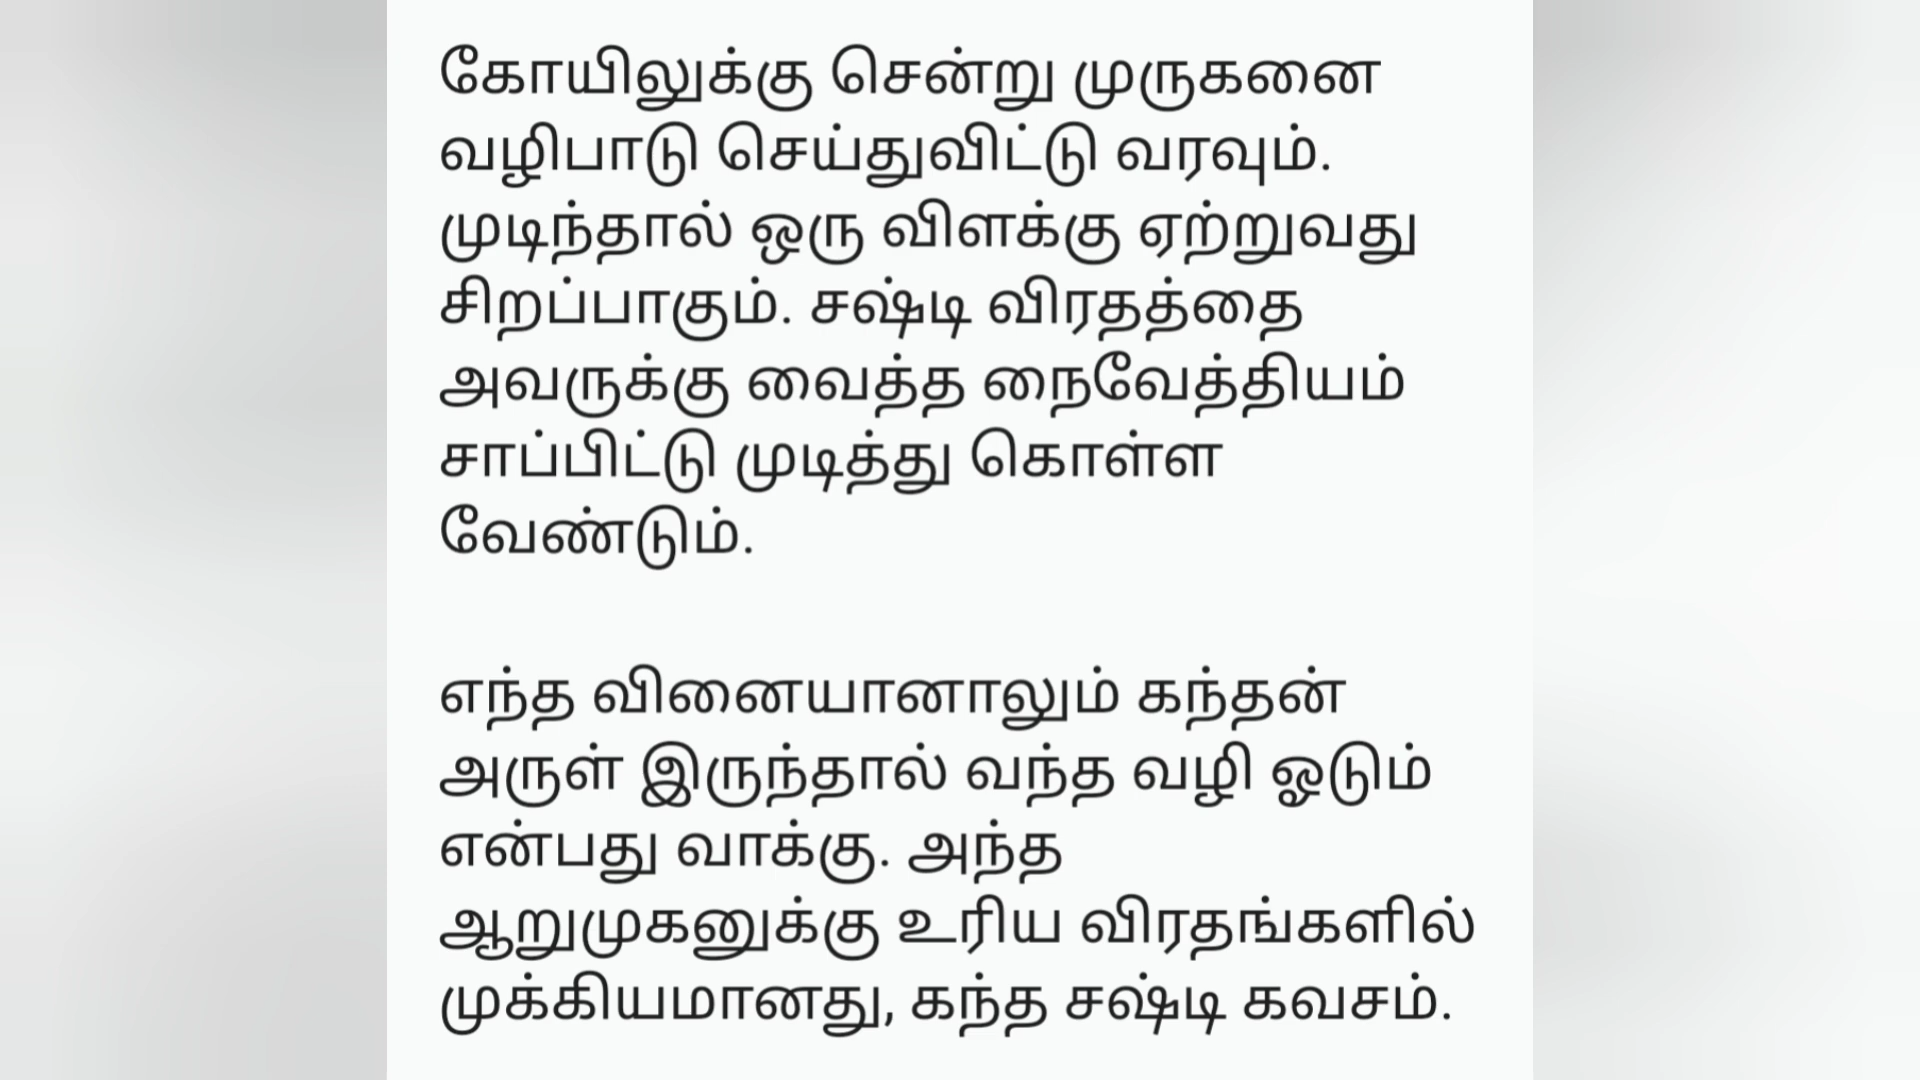 கோயிலுக்கு சென்று முருகனை
வழிபாடு செய்துவிட்டு வரவும்.
முடிந்தால் ஒரு விளக்கு ஏற்றுவது
சிறப்பாகும். சஷ்டி விரதத்தை
அவருக்கு வைத்த நைவேத்தியம்
சாப்பிட்டு முடித்து கொள்ள
வேண்டும்.
எந்த வினையானாலும் கந்தன்
அருள் இருந்தால் வந்த வழி ஓடும்
என்பது வாக்கு. அந்த
ஆறுமுகனுக்கு உரிய விரதங்களில்
முக்கியமானது, கந்த சஷ்டி கவசம்.